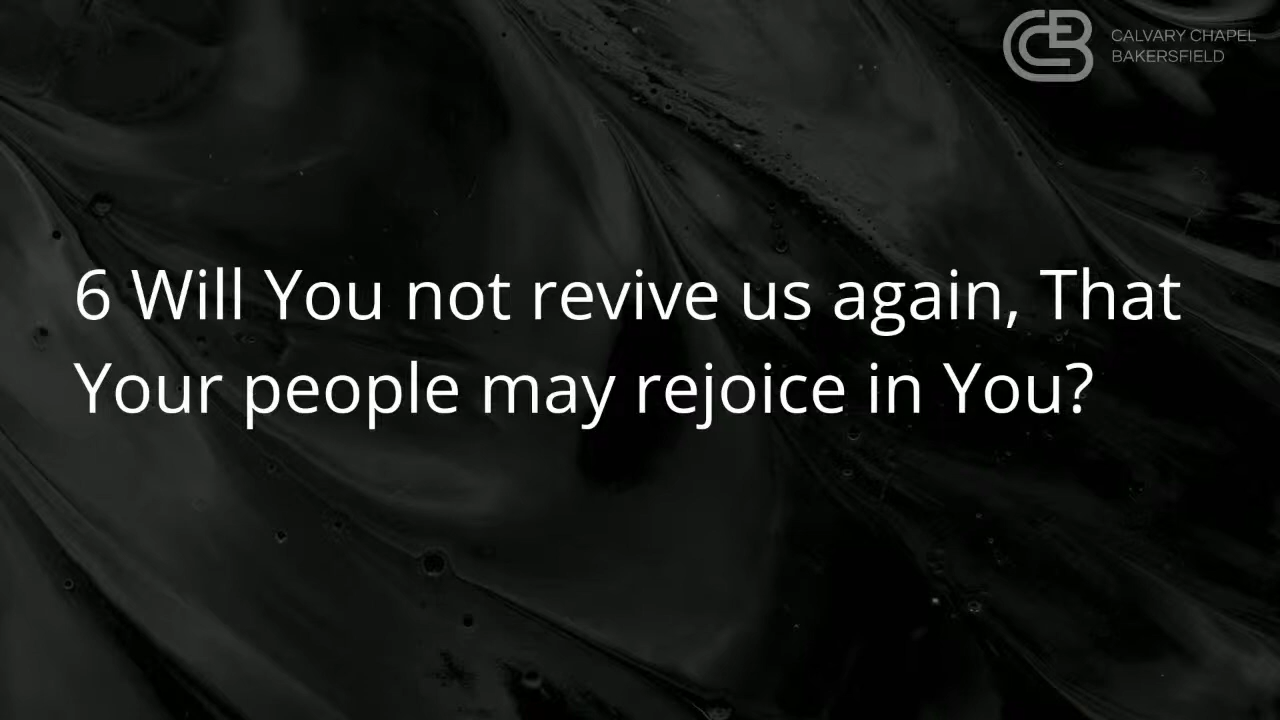 CALVARY CHAPEL
BAKERSFIELD
6 Will You not revive us again, That
Your people may rejoice in You?